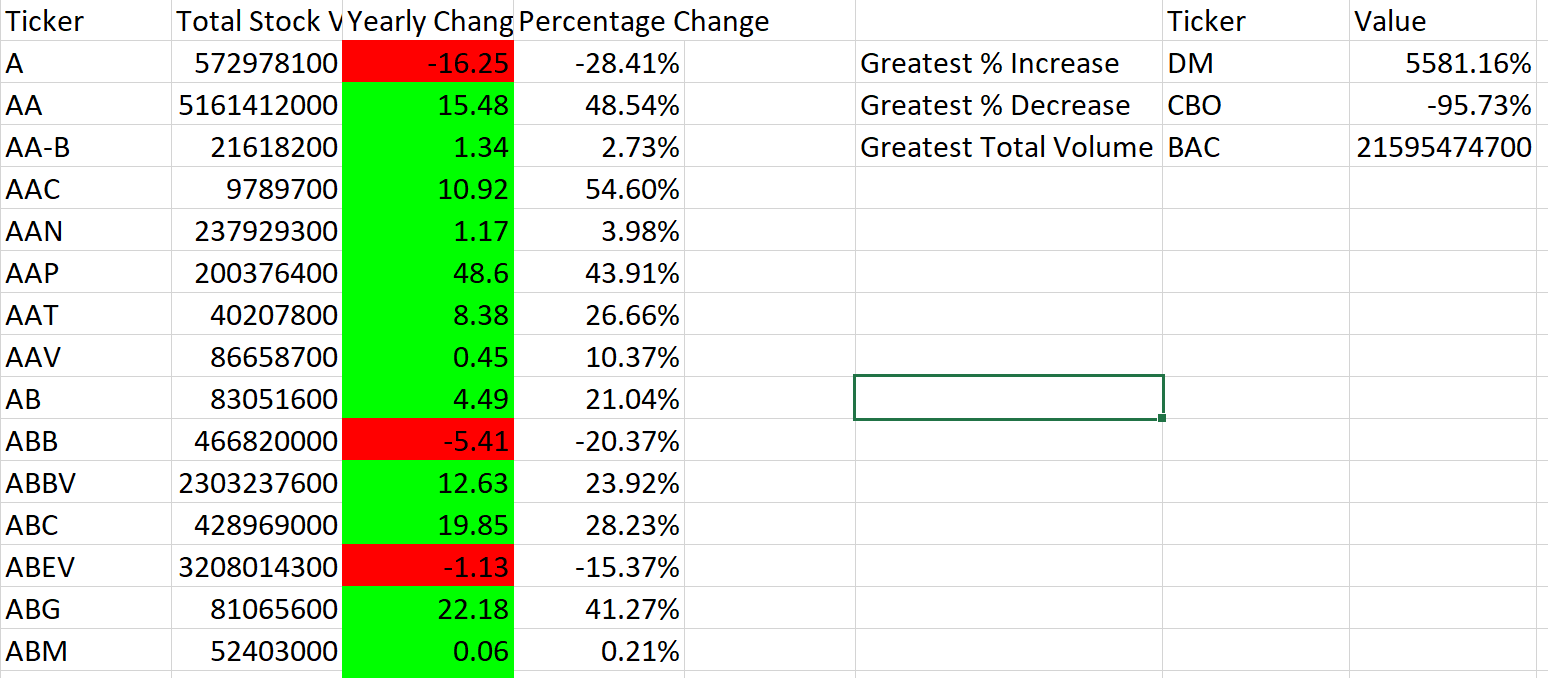 Ticker Total Stock V Yearly Chang Percentage Change Ticker Value
A 572978100 -16.25 -28.41% Greatest % Increase DM 5581.16%
AA 5161412000 15.48 48.54% Greatest % Decrease CBO -95.73%
AA-B 21618200 1.34 2.73% Greatest Total Volume BAC 21595474700
AAC 9789700 10.92 54.60%
AAN 237929300 1.17 3.98%
AAP 200376400 48.6 43.91%
AAT 40207800 8.38 26.66%
AAV 86658700 0.45 10.37%
AB 83051600 4.49 21.04%
ABB 466820000 -5.41 -20.37%
ABBV 2303237600 12.63 23.92%
ABC 428969000 19.85 28.23%
ABEV 3208014300 -1.13 -15.37%
ABG 81065600 22.18 41.27%
ABM 52403000 0.06 0.21%